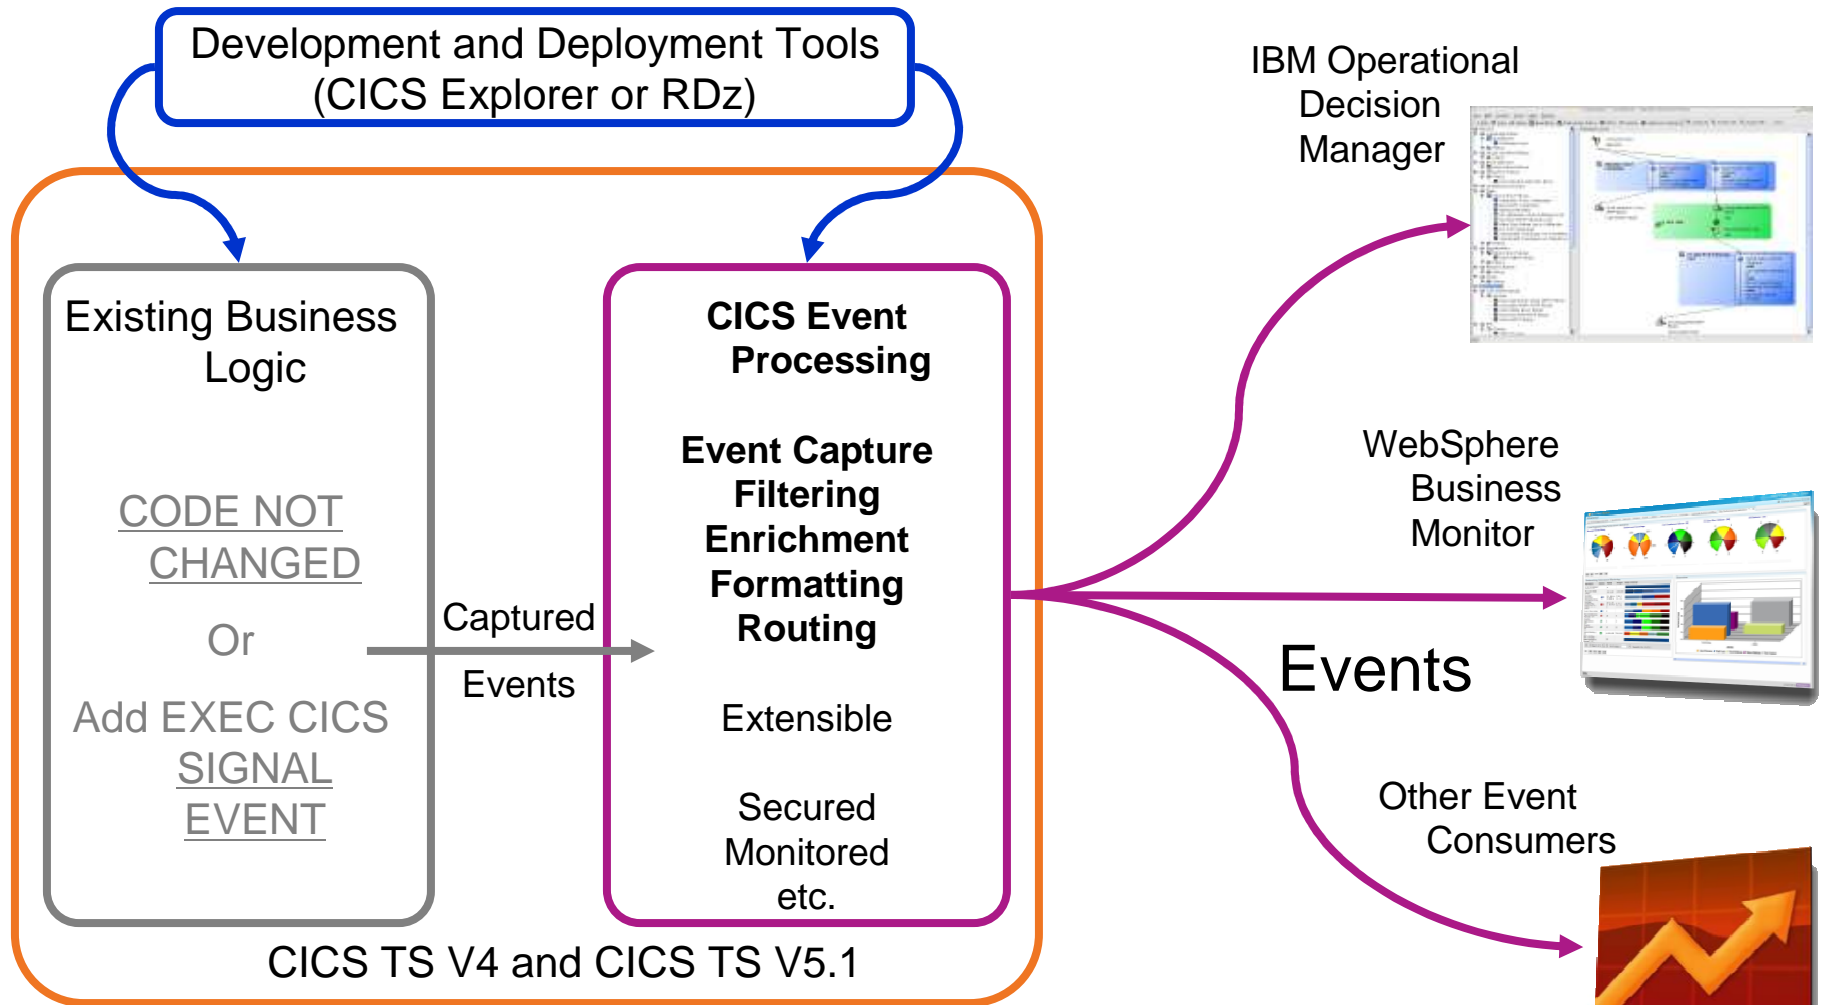 Development and Deployment Tools
(CICS Explorer or RDz)
Existing Business
Logic
CODE NOT
CHANGED
Or
Add EXEC CICS
SIGNAL
EVENT
Captured
Events
CICS Event
Processing
Event Capture
Filtering
Enrichment
Formatting
Routing
Extensible
Secured
Monitored
etc.
CICS TS V4 and CICS TS V5.1
IBM Operational
Decision
Manager
WebSphere
Business
Monitor
Events
Other Event
Consumers